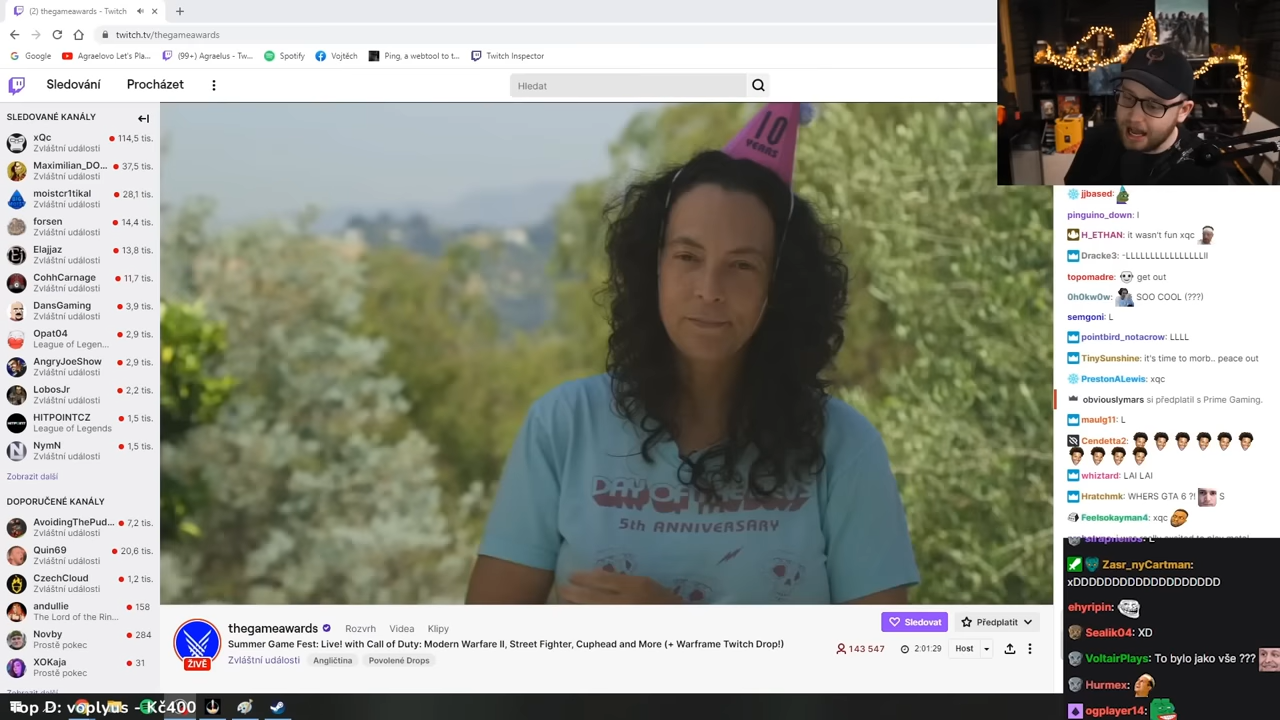 (2) thegameawards - Twitch
twitch.tv/thegameawards
Google
Agraelovo Let's Pla...
(99+) Agraelus - Tw...
Spotify
Vojtěch
Ping, a webtool to t...
Twitch Inspector
Sledování
Procházet
Hledat
SLEDOVANÉ KANÁLY
xQc
114,5 tis.
Zvláštní události
Maximilian_DO...
37,5 tis.
Zvláštní události
moistcr1tikal
28,1 tis.
Zvláštní události
forsen
14,4 tis.
Zvláštní události
Elajjaz
13,8 tis.
Zvláštní události
CohhCarnage
11,7 tis.
Zvláštní události
DansGaming
3,9 tis.
Zvláštní události
Opat04
2,9 tis.
League of Legen...
AngryJoeShow
2,9 tis.
Zvláštní události
LobosJr
2,2 tis.
Zvláštní události
HITPOINTCZ
1,5 tis.
League of Legends
NymN
1,5 tis.
Zvláštní události
Zobrazit další
DOPORUČENÉ KANÁLY
AvoidingThePud...
7,2 tis.
Zvláštní události
Quin69
20,6 tis.
Zvláštní události
CzechCloud
1,2 tis.
Zvláštní události
andullie
158
The Lord of the Rin...
Novby
284
Prostě pokec
XOKaja
31
Prostě pokec
Zobrazit další
10
YEARS
DAY OF THE DEVS
5th ANNIVERSARY
thegameawards
Rozvrh
Videa
Klipy
Summer Game Fest: Live! with Call of Duty: Modern Warfare II, Street Fighter, Cuphead and More (+ Warframe Twitch Drop!)
Zvláštní události
Angličtina
Povolené Drops
ŽIVĚ
Sledovat
Předplatit
143 547
2:01:29
Host
jjbased:
pinguino_down: l
H_ETHAN: it wasn't fun xqc
Dracke3: -LLLLLLLLLLLLLLLLll
topomadre: get out
0h0kw0w: SOO COOL (???)
semgoni: L
pointbird_notacrow: LLLL
TinySunshine: it's time to morb.. peace out
PrestonALewis: xqc
obviouslymars si předplatil s Prime Gaming.
maulg11: L
Cendetta2:
whiztard: LAI LAI
Hratchmk: WHERS GTA 6 ?! S
Feelsokayman4: xqc
Zasr_nyCartman:
xDDDDDDDDDDDDDDDDDDD
ehyripin:
Sealik04: XD
VoltairPlays: To bylo jako vše ???
Hurmex:
ogplayer14:
Top D: voplyus - Kč400